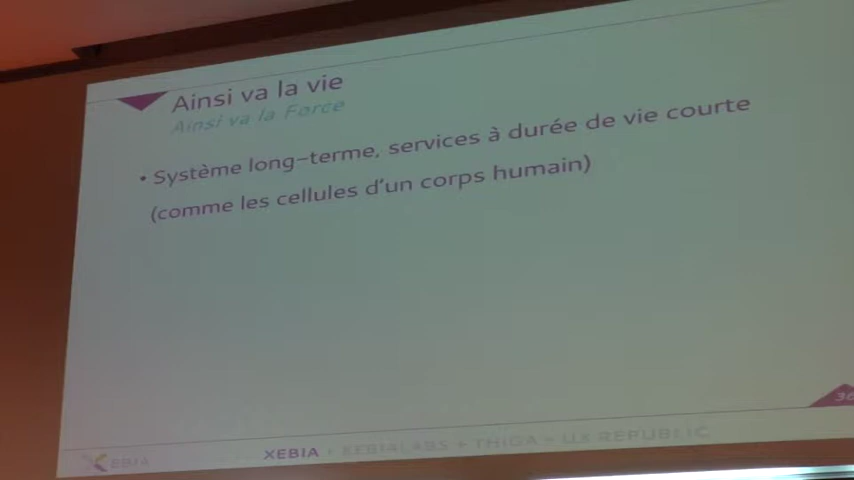 Ainsi va la vie
Ainsi va la Force
• Système long-terme, services à durée de vie courte
(comme les cellules d'un corps humain)
36
XEBIA XEBIA + XEBIALABS + THIGA + UX REPUBLIC